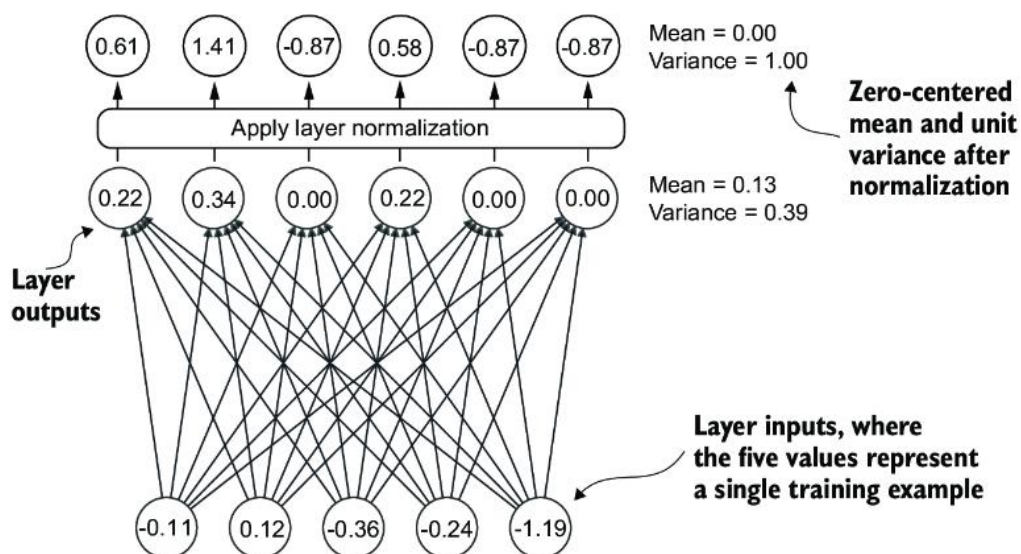 0.61 1.41 -0.87 0.58 -0.87 -0.87
Mean = 0.00
Variance = 1.00
Zero-centered
mean and unit
variance after
normalization
Apply layer normalization
0.22 0.34 0.00 0.22 0.00 0.00
Mean = 0.13
Variance = 0.39
Layer
outputs
Layer inputs, where
the five values represent
a single training example
-0.11 0.12 -0.36 -0.24 -1.19